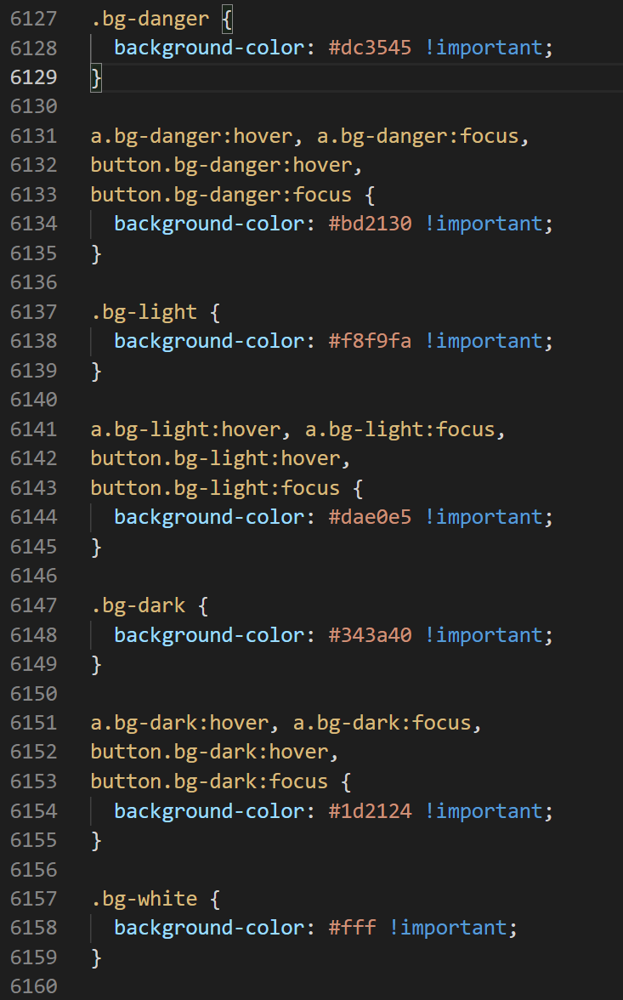 6127 .bg-danger {
6128   background-color: #dc3545 !important;
6129 }
6130
6131 a.bg-danger:hover, a.bg-danger:focus,
6132 button.bg-danger:hover,
6133 button.bg-danger:focus {
6134   background-color: #bd2130 !important;
6135 }
6136
6137 .bg-light {
6138   background-color: #f8f9fa !important;
6139 }
6140
6141 a.bg-light:hover, a.bg-light:focus,
6142 button.bg-light:hover,
6143 button.bg-light:focus {
6144   background-color: #dae0e5 !important;
6145 }
6146
6147 .bg-dark {
6148   background-color: #343a40 !important;
6149 }
6150
6151 a.bg-dark:hover, a.bg-dark:focus,
6152 button.bg-dark:hover,
6153 button.bg-dark:focus {
6154   background-color: #1d2124 !important;
6155 }
6156
6157 .bg-white {
6158   background-color: #fff !important;
6159 }
6160